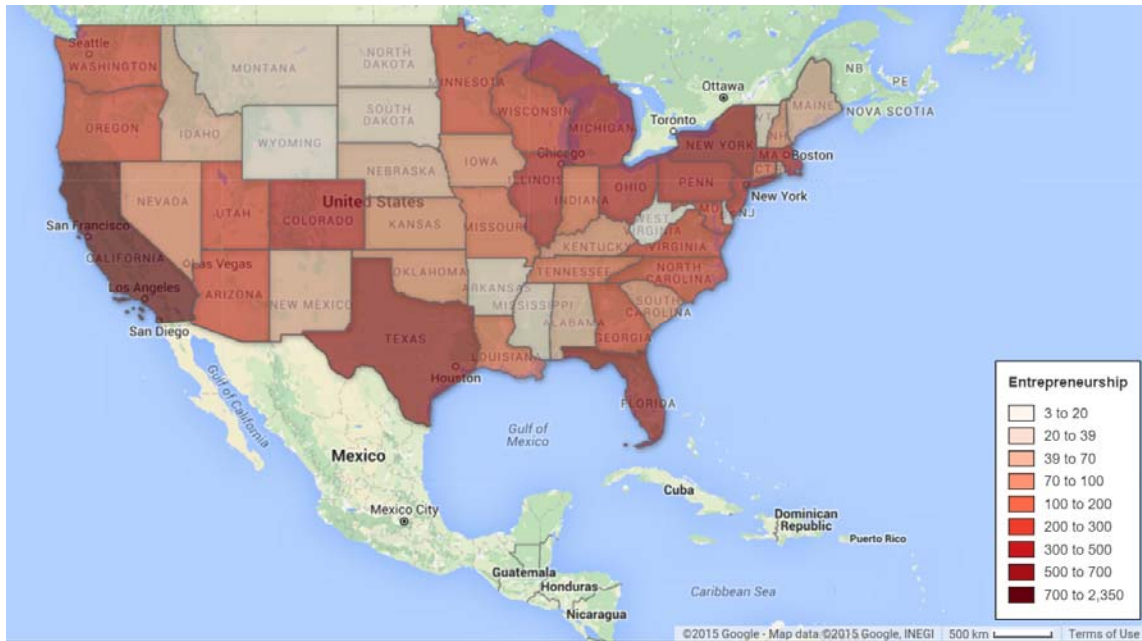 Seattle
WASHINGTON
MONTANA
NORTH
DAKOTA
MINNESOTA
OREGON
IDAHO
SOUTH
DAKOTA
WISCONSIN
MICHIGAN
WYOMING
Ottawa
Toronto
NB
PE
MAINE
NOVA SCOTIA
VT
NH
NEW YORK
MA
Boston
CT
IOWA
Chicago
NEBRASKA
ILLINOIS
INDIANA
OHIO
PENN
New York
NJ
MD
NEVADA
UTAH
COLORADO
United States
KANSAS
MISSOURI
WEST
VIRGINIA
VIRGINIA
KENTUCKY
San Francisco
CALIFORNIA
Las Vegas
Los Angeles
ARIZONA
NEW MEXICO
OKLAHOMA
ARKANSAS
TENNESSEE
NORTH
CAROLINA
SOUTH
CAROLINA
MISSISSIPPI
ALABAMA
GEORGIA
San Diego
TEXAS
LOUISIANA
Houston
FLORIDA
Gulf of
California
Gulf of
Mexico
Mexico
Mexico City
Cuba
Dominican
Republic
Puerto Rico
Guatemala
Honduras
Nicaragua
Caribbean Sea
Entrepreneurship
3 to 20
20 to 39
39 to 70
70 to 100
100 to 200
200 to 300
300 to 500
500 to 700
700 to 2,350
©2015 Google - Map data ©2015 Google, INEGI
500 km
Terms of Use